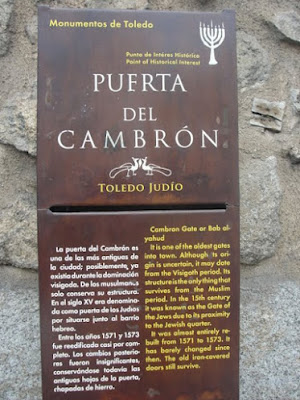 Monumentos de Toledo
Punto de Interés Histórico
Point of Historical Interest
PUERTA
DEL
CAMBRÓN
TOLEDO JUDÍO
La puerta del Cambrón es
una de las más antiguas de
la ciudad; posiblemente, ya
existía durante la dominación
visigoda. De los musulmanes
solo conserva su estructura.
En el siglo XV era denomina-
da como puerta de los Judíos
por situarse junto al barrio
hebreo.
Entre los años 1571 y 1573
fue reedificada casi por com-
pleto. Los cambios posterio-
res fueron insignificantes,
conservándose todavía las
antiguas hojas de la puerta,
chapadas de hierro.
Cambron Gate or Bab al-
yahud
It is one of the oldest gates
into town. Although its ori-
gin is uncertain, it may date
from the Visigoth period. Its
structure is the only thing that
survives from the Muslim
period. In the 15th century
it was known as the Gate of
the Jews due to its proximity
to the Jewish quarter.
It was almost entirely re-
built from 1571 to 1573. It
has barely changed since
then. The old iron-covered
doors still survive.